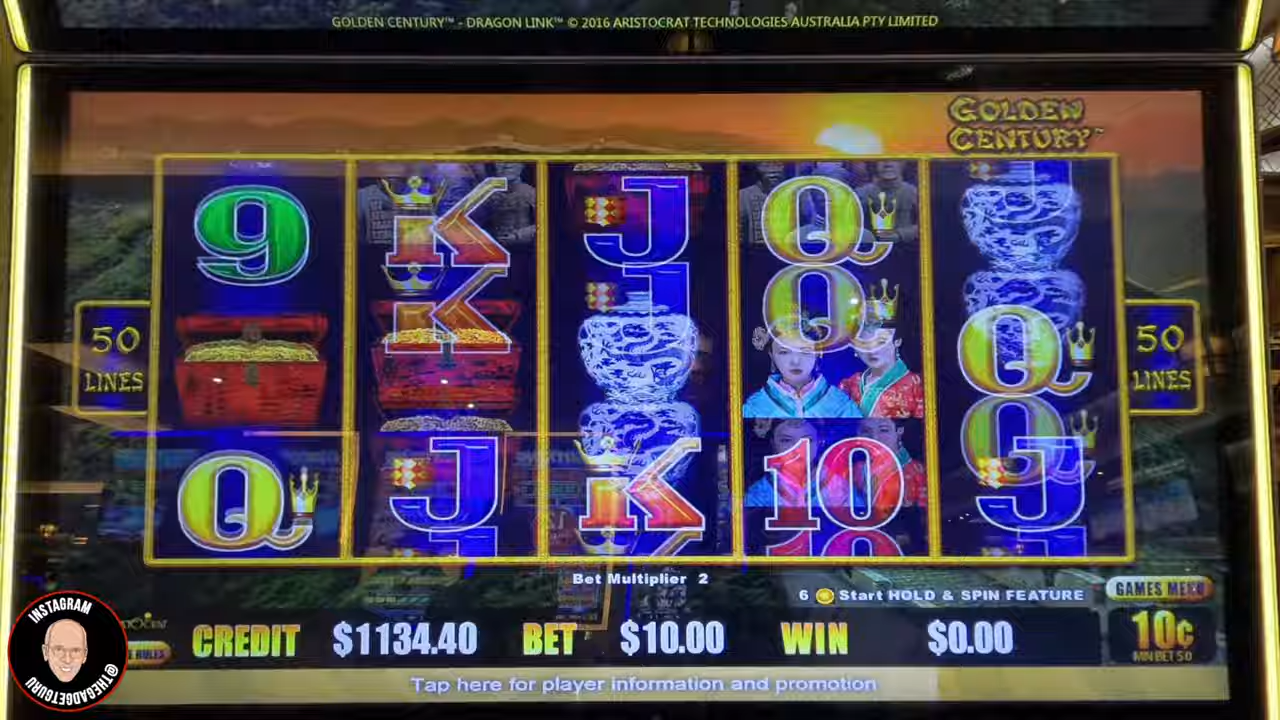 GOLDEN CENTURY™ - DRAGON LINK™ © 2016 ARISTOCRAT TECHNOLOGIES AUSTRALIA PTY LIMITED
GOLDEN
CENTURY™
9 K J Q
K J Q
50
LINES
Q
50
LINES
Q J K 10 J
Bet Multiplier 2
6 Start HOLD & SPIN FEATURE
GAMES MENU
CREDIT $1134.40 BET $10.00 WIN $0.00
10¢
MIN BET 50
RULES
Tap here for player information and promotion
INSTAGRAM
@THEGADGETGURU